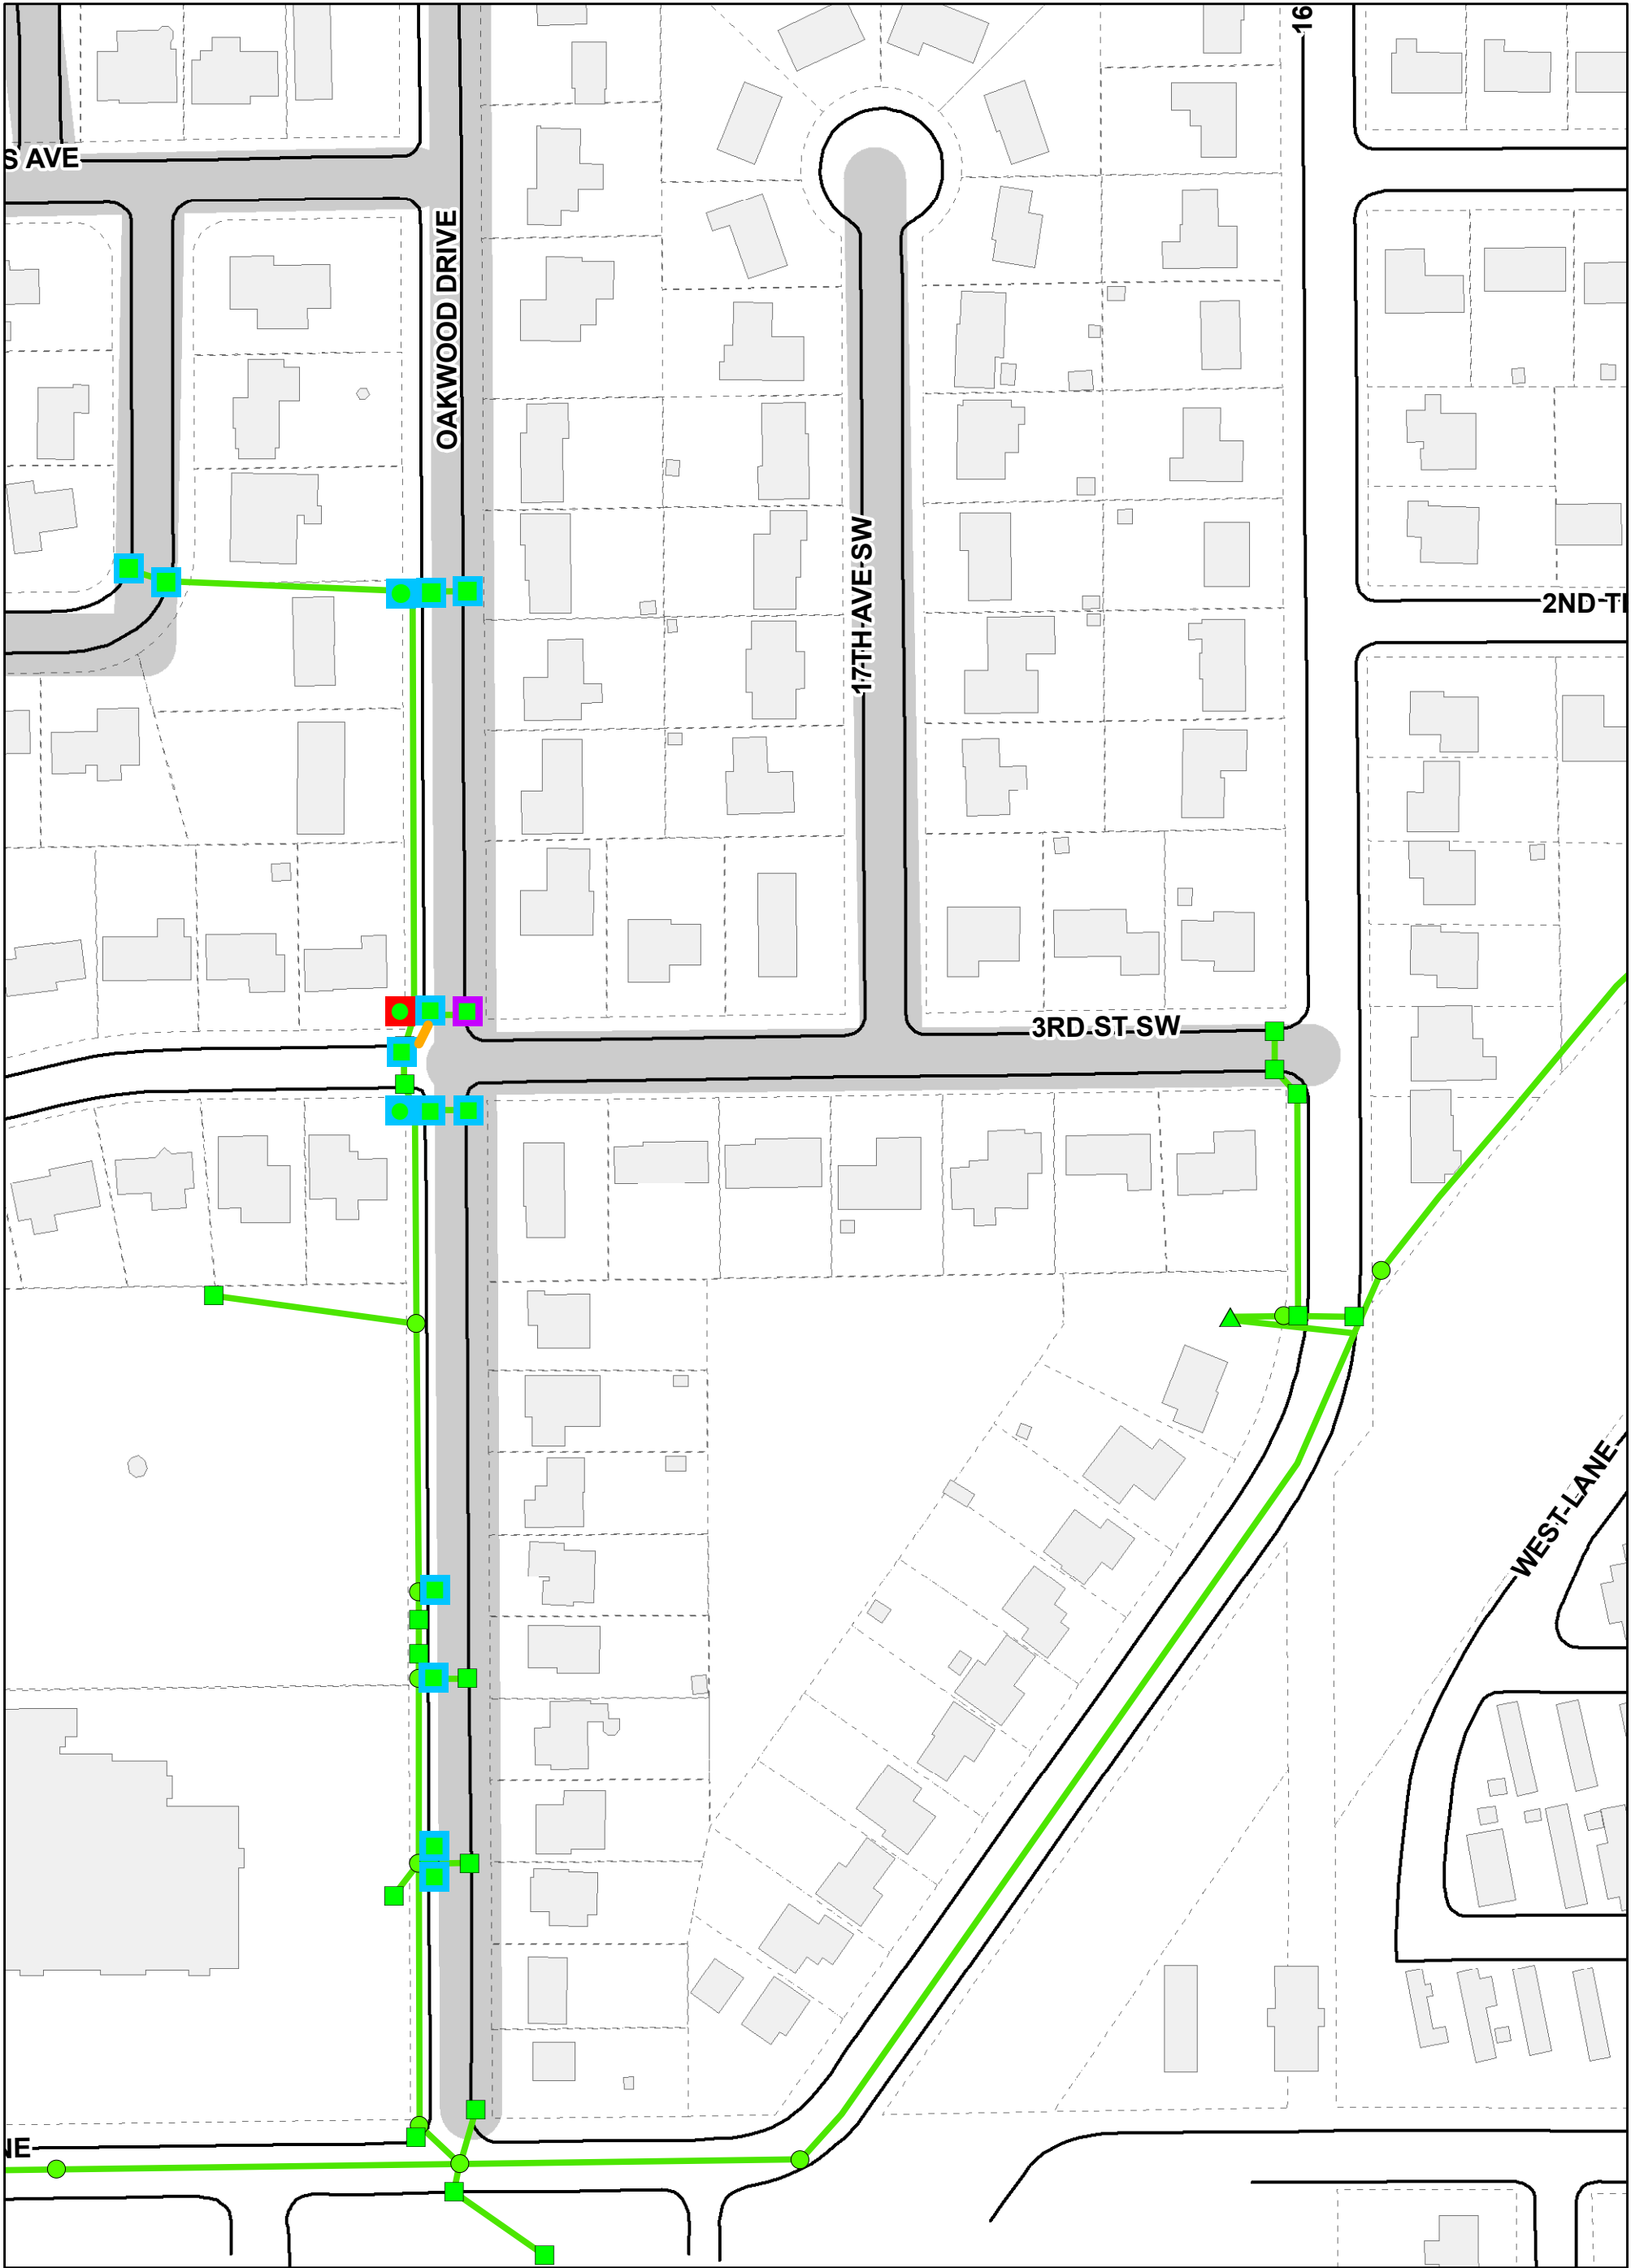 16
S AVE
OAKWOOD DRIVE
17TH AVE SW
2ND T
3RD ST SW
WEST LANE
NE